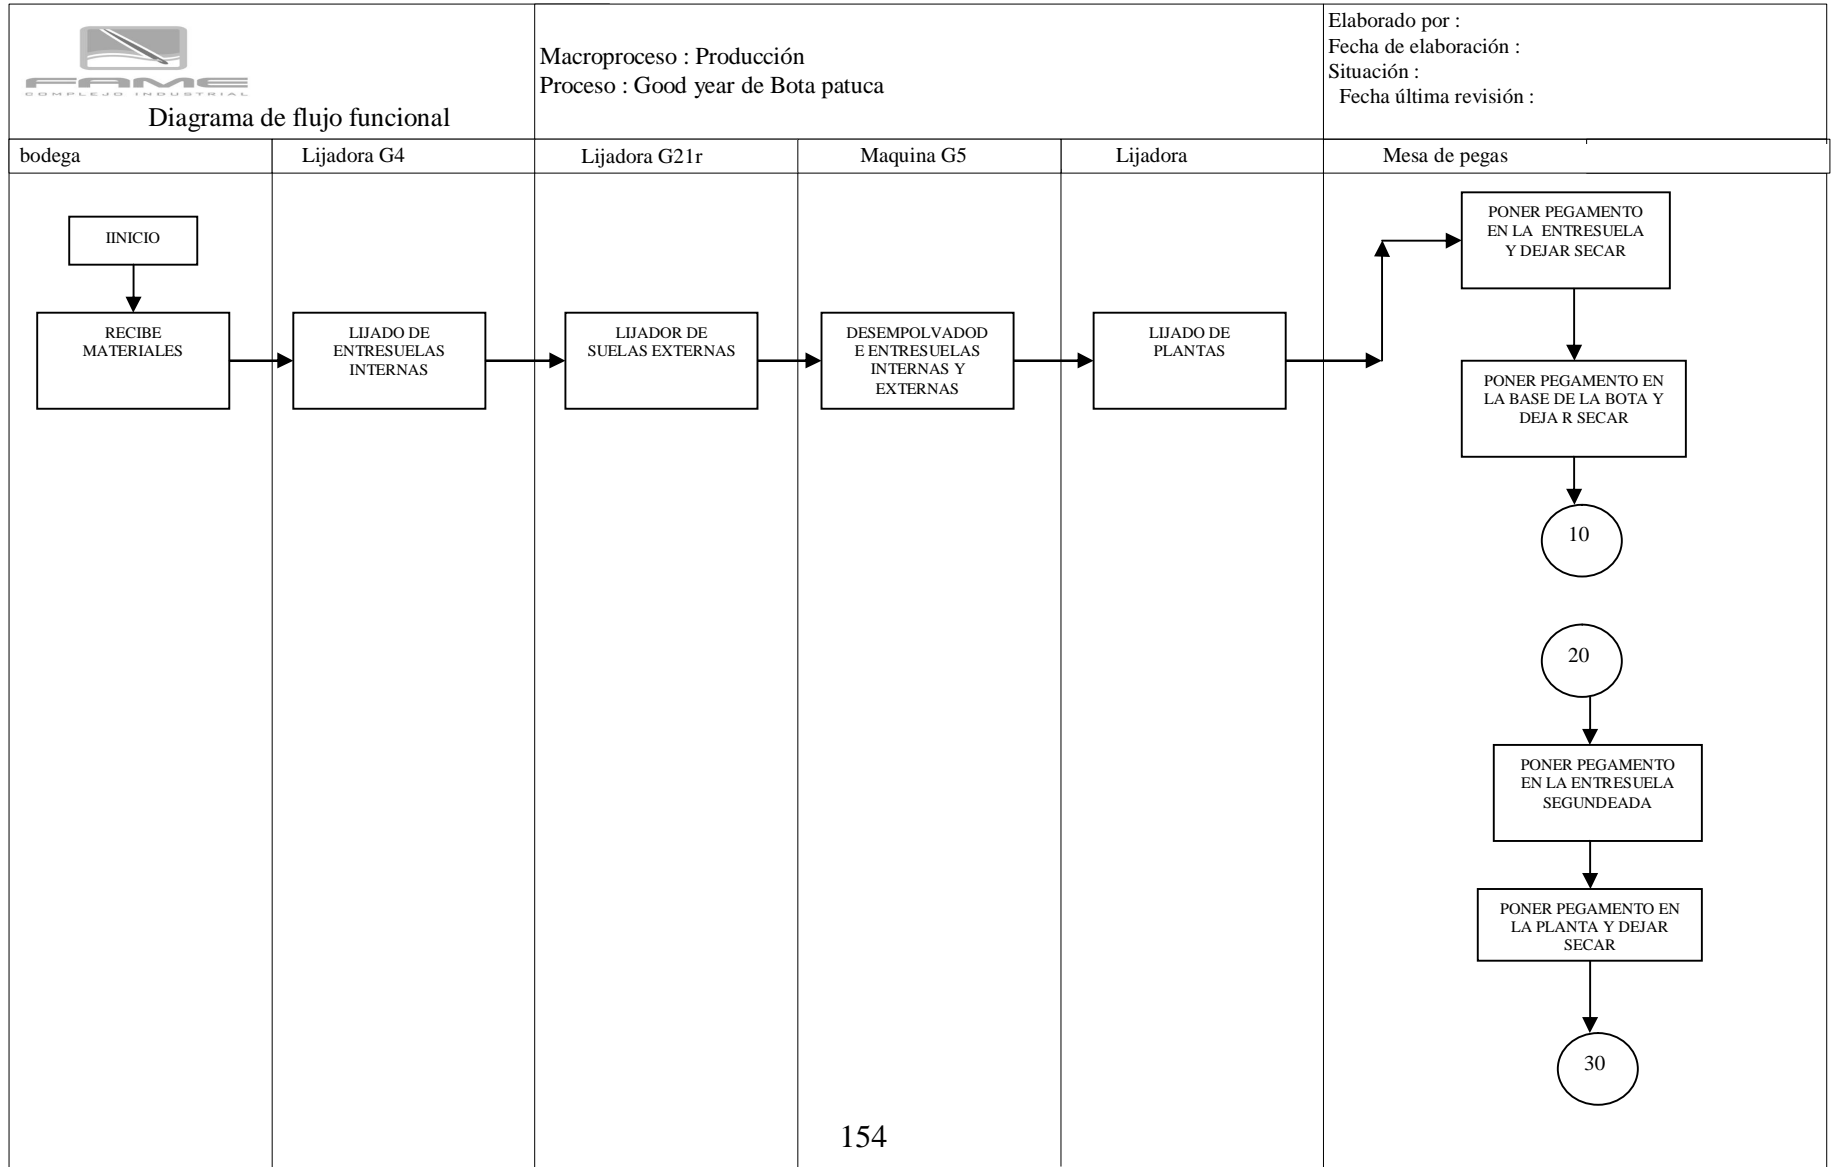 FAME
COMPLEJO INDUSTRIAL
Diagrama de flujo funcional
Macroproceso : Producción
Proceso : Good year de Bota patuca
Elaborado por :
Fecha de elaboración :
Situación :
Fecha última revisión :
bodega
Lijadora G4
Lijadora G21r
Maquina G5
Lijadora
Mesa de pegas
IINICIO
RECIBE
MATERIALES
LIJADO DE
ENTRESUELAS
INTERNAS
LIJADOR DE
SUELAS EXTERNAS
DESEMPOLVADOD
E ENTRESUELAS
INTERNAS Y
EXTERNAS
LIJADO DE
PLANTAS
PONER PEGAMENTO
EN LA ENTRESUELA
Y DEJAR SECAR
PONER PEGAMENTO EN
LA BASE DE LA BOTA Y
DEJA R SECAR
10
20
PONER PEGAMENTO
EN LA ENTRESUELA
SEGUNDEADA
PONER PEGAMENTO EN
LA PLANTA Y DEJAR
SECAR
30
154